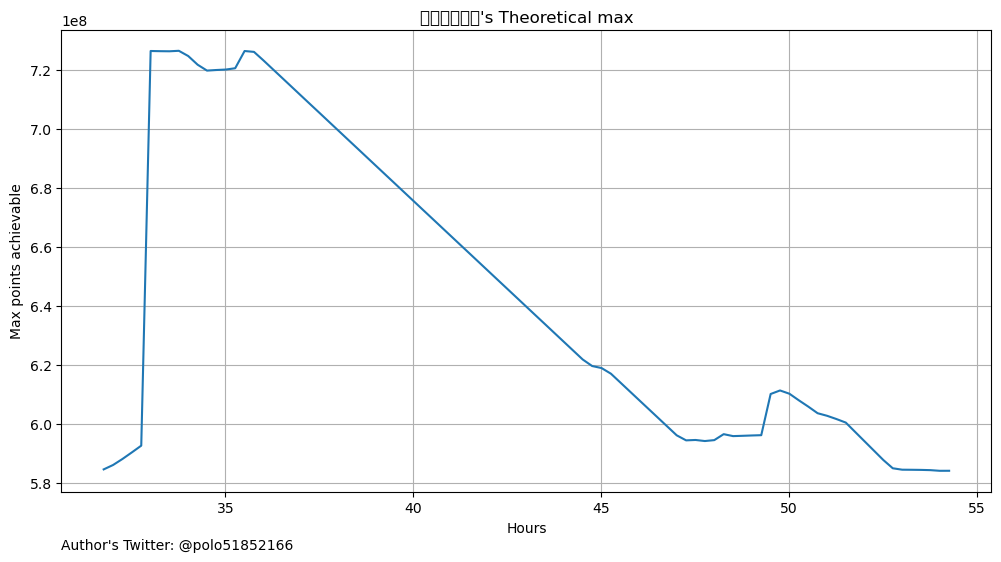 's Theoretical max
1e8
7.2
7.0
6.8
6.6
6.4
6.2
6.0
5.8
Max points achievable
35
40
45
50
55
Hours
Author's Twitter: @polo51852166